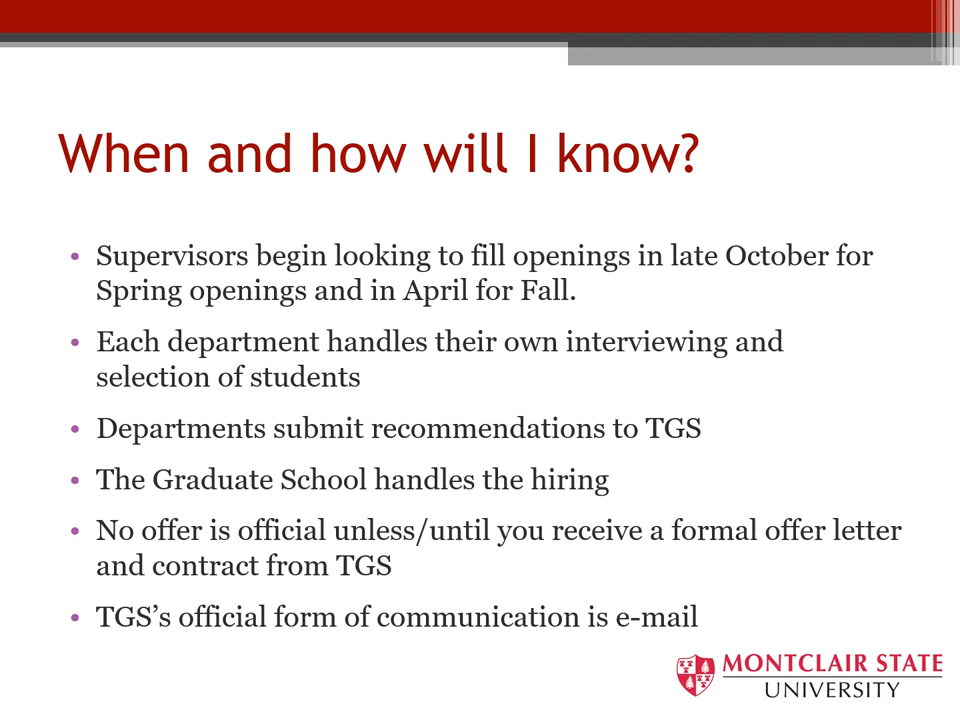 When and how will I know?
• Supervisors begin looking to fill openings in late October for
Spring openings and in April for Fall.
• Each department handles their own interviewing and
selection of students
• Departments submit recommendations to TGS
• The Graduate School handles the hiring
• No offer is official unless/until you receive a formal offer letter
and contract from TGS
• TGS’s official form of communication is e-mail
MONTCLAIR STATE
UNIVERSITY